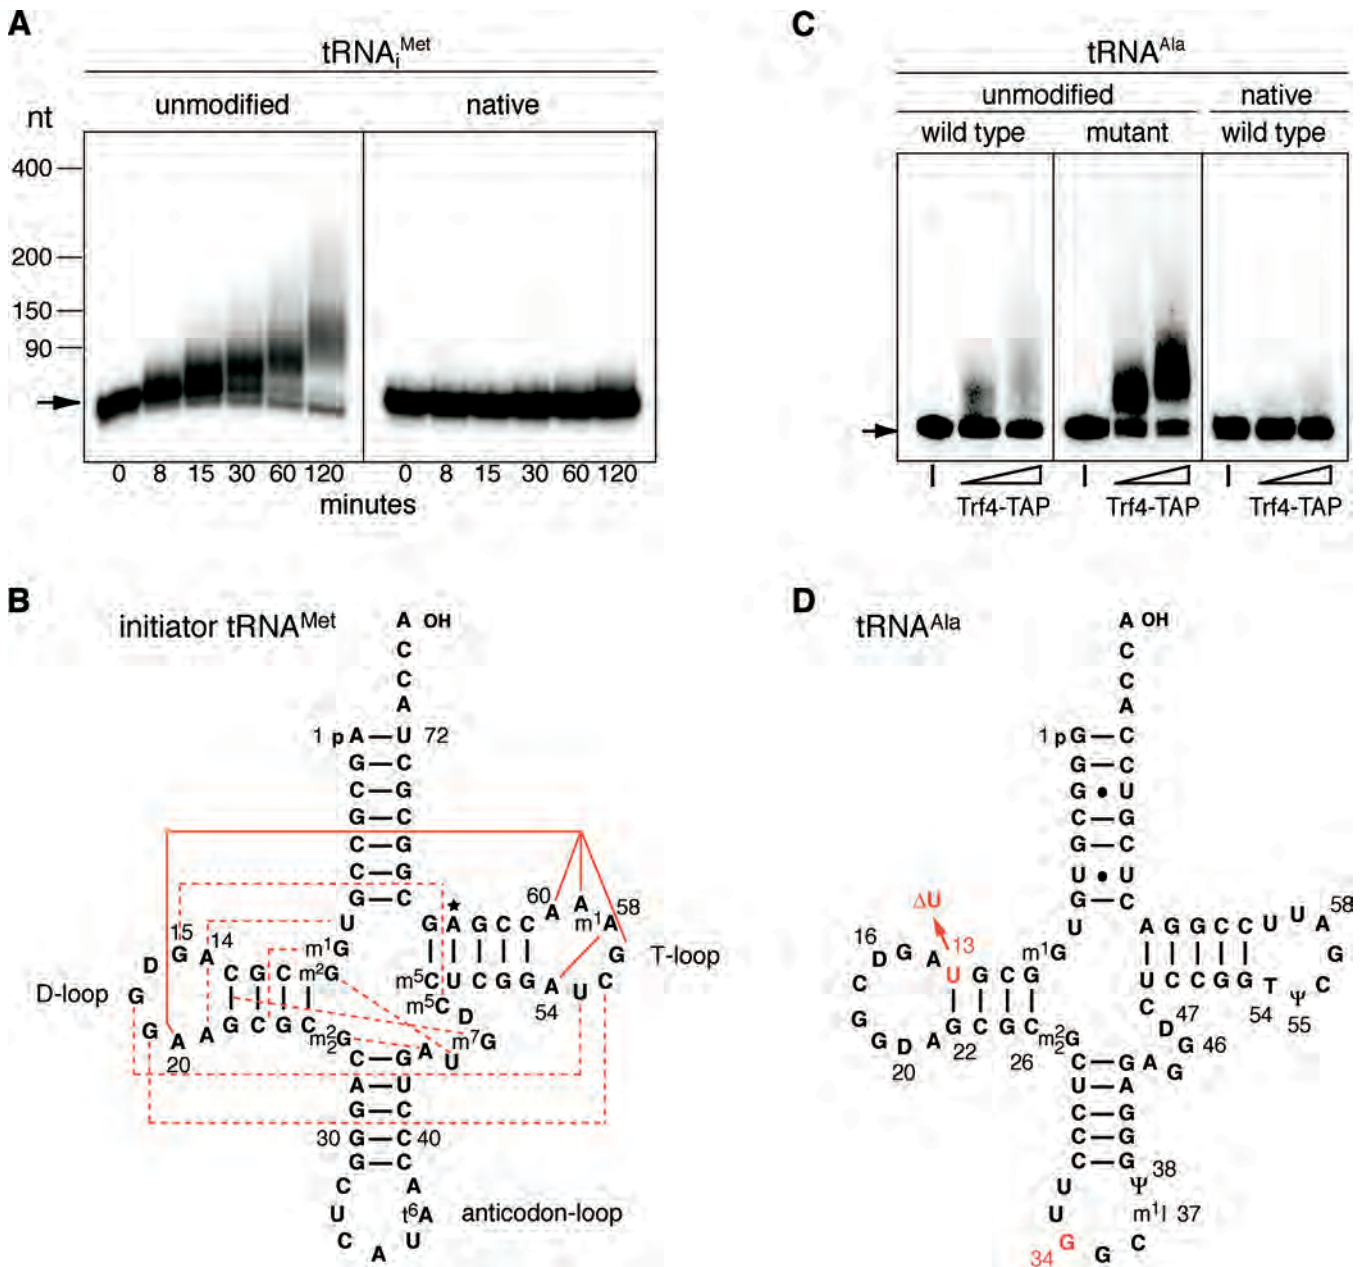 A
tRNAiMet
unmodified native
nt
400
200
150
90
0 8 15 30 60 120 0 8 15 30 60 120
minutes
C
tRNAAla
unmodified native
wild type mutant wild type
Trf4-TAP Trf4-TAP Trf4-TAP
B
initiator tRNAMet
A OH
C
C
A
1 p A U 72
G C
C G
G C
C G
C G
G C
U
m1G
m2G
15 14
D G A C G C
D-loop G
G A A G C G C
20
m22G
★
G A G C C A A m1A 58
60
G
T-loop
m5C U C G G A U C
54
m5C
D
m7G
U
A
C G
G U
A U
G C
30 G C 40
G C
C A
U t6A
C A U
anticodon-loop
D
tRNAAla
A OH
C
C
A
1 p G C
G C
G U
C G
G C
U U
G C
U
m1G
ΔU
13
16
D G A U G C G
C
G
G D A G C G C
20 22 26
m22G
A G G C C U U A 58
G
C
U C C G G T Ψ
54 55
C
47
D
G 46
G
A
C G
U A
C G
C G
C G
U Ψ 38
U m1I 37
34 G G C